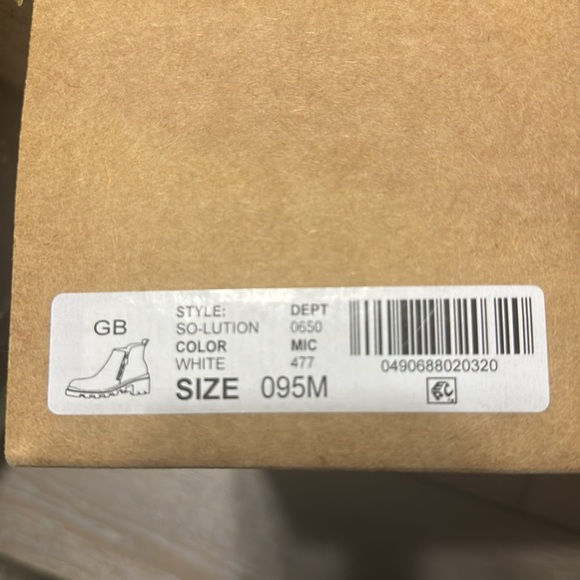 GB
STYLE: DEPT
SO-LUTION 0650
COLOR MIC
WHITE 477
SIZE 095M
0490688020320